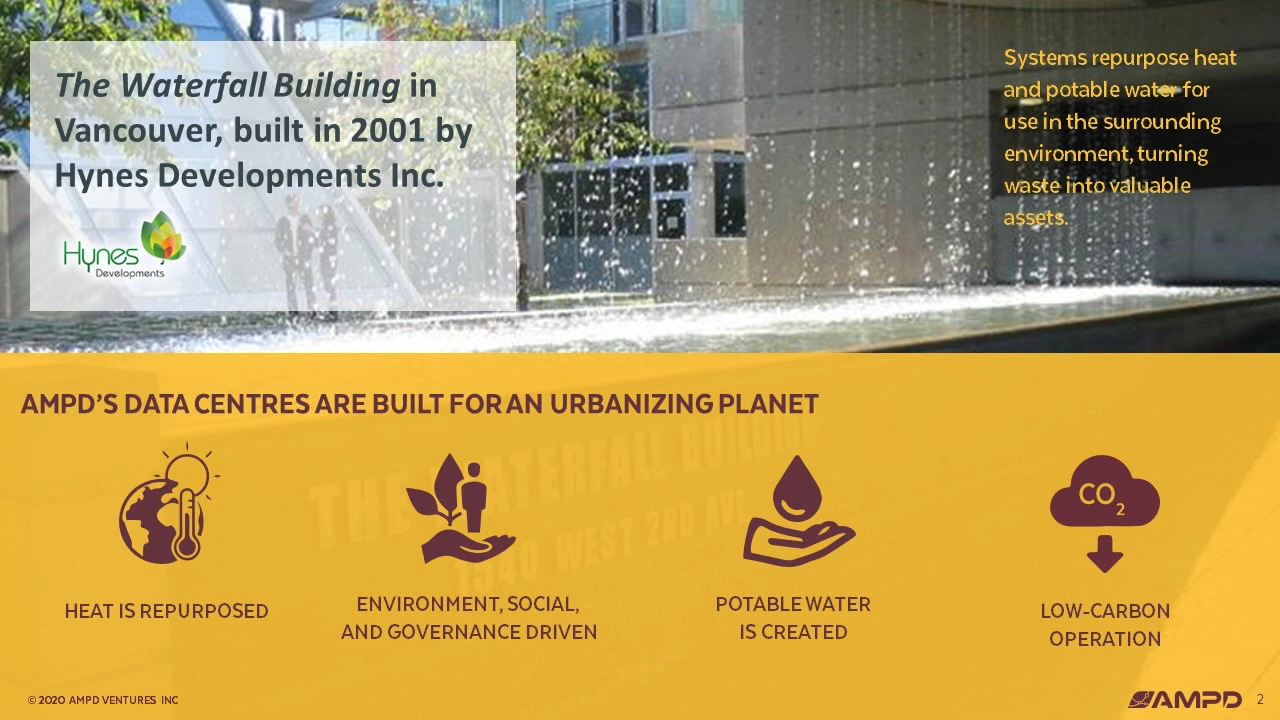 The Waterfall Building in
Vancouver, built in 2001 by
Hynes Developments Inc.
Hynes
Developments
Systems repurpose heat
and potable water for
use in the surrounding
environment, turning
waste into valuable
assets.
AMPD'S DATA CENTRES ARE BUILT FOR AN URBANIZING PLANET
THE WATERFALL BUILDING
1540 WEST 2ND AVE
CO2
HEAT IS REPURPOSED
ENVIRONMENT, SOCIAL,
AND GOVERNANCE DRIVEN
POTABLE WATER
IS CREATED
LOW-CARBON
OPERATION
© 2020 AMPD VENTURES INC
AMPD
2